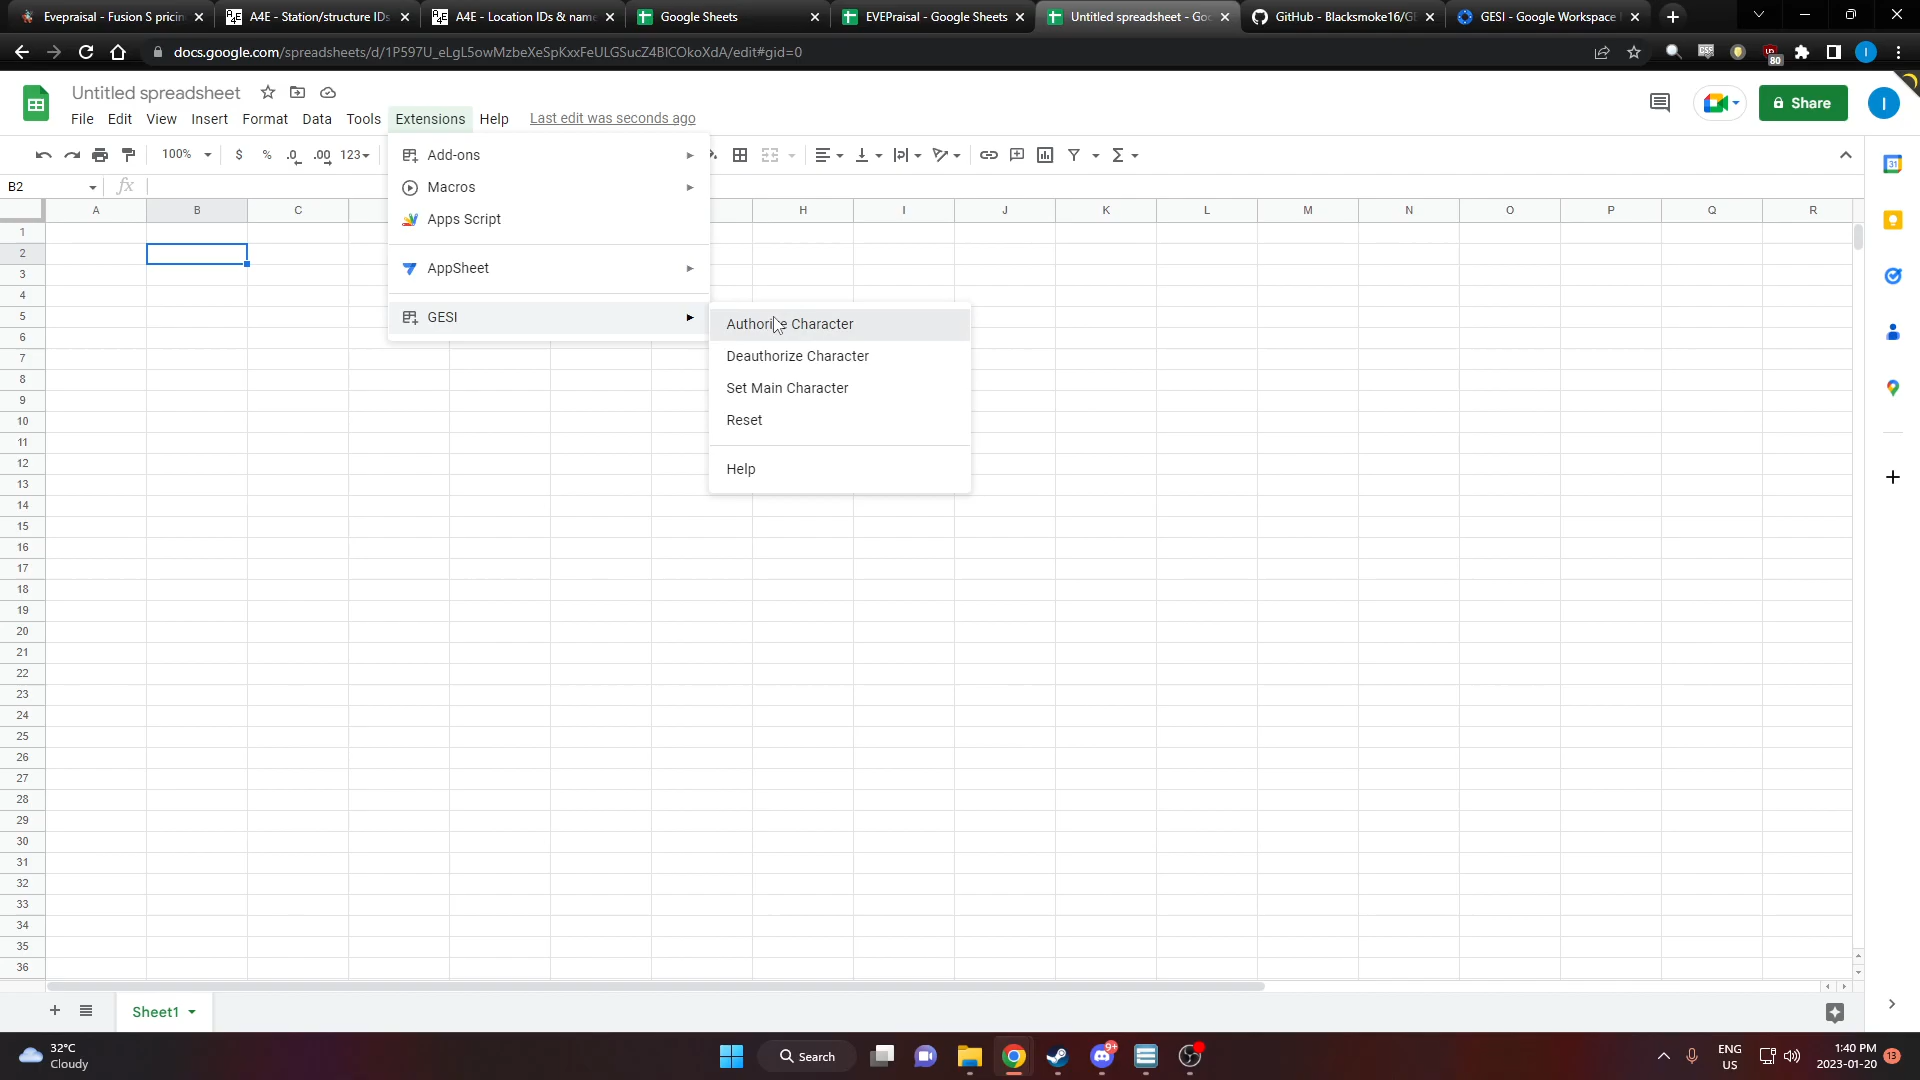 Evepraisal - Fusion S pricin
A4E - Station/structure IDs
A4E - Location IDs & name
Google Sheets
EVEPraisal - Google Sheets
Untitled spreadsheet - Goo
GitHub - Blacksmoke16/GE
GESI - Google Workspace
docs.google.com/spreadsheets/d/1P597U_eLgL5owMzbeXeSpKxxFeULGSucZ4BlCOkoXdA/edit#gid=0
80
Untitled spreadsheet
File Edit View Insert Format Data Tools Extensions Help Last edit was seconds ago
Share
I
100% $ % .0 .00 123
B2 fx
A B C H I J K L M N O P Q R
Add-ons
Macros
Apps Script
AppSheet
GESI
Authorize Character
Deauthorize Character
Set Main Character
Reset
Help
31
1
2
3
4
5
6
7
8
9
10
11
12
13
14
15
16
17
18
19
20
21
22
23
24
25
26
27
28
29
30
31
32
33
34
35
36
Sheet1
32°C
Cloudy
Search
9+
ENG
US
1:40 PM
2023-01-20
13